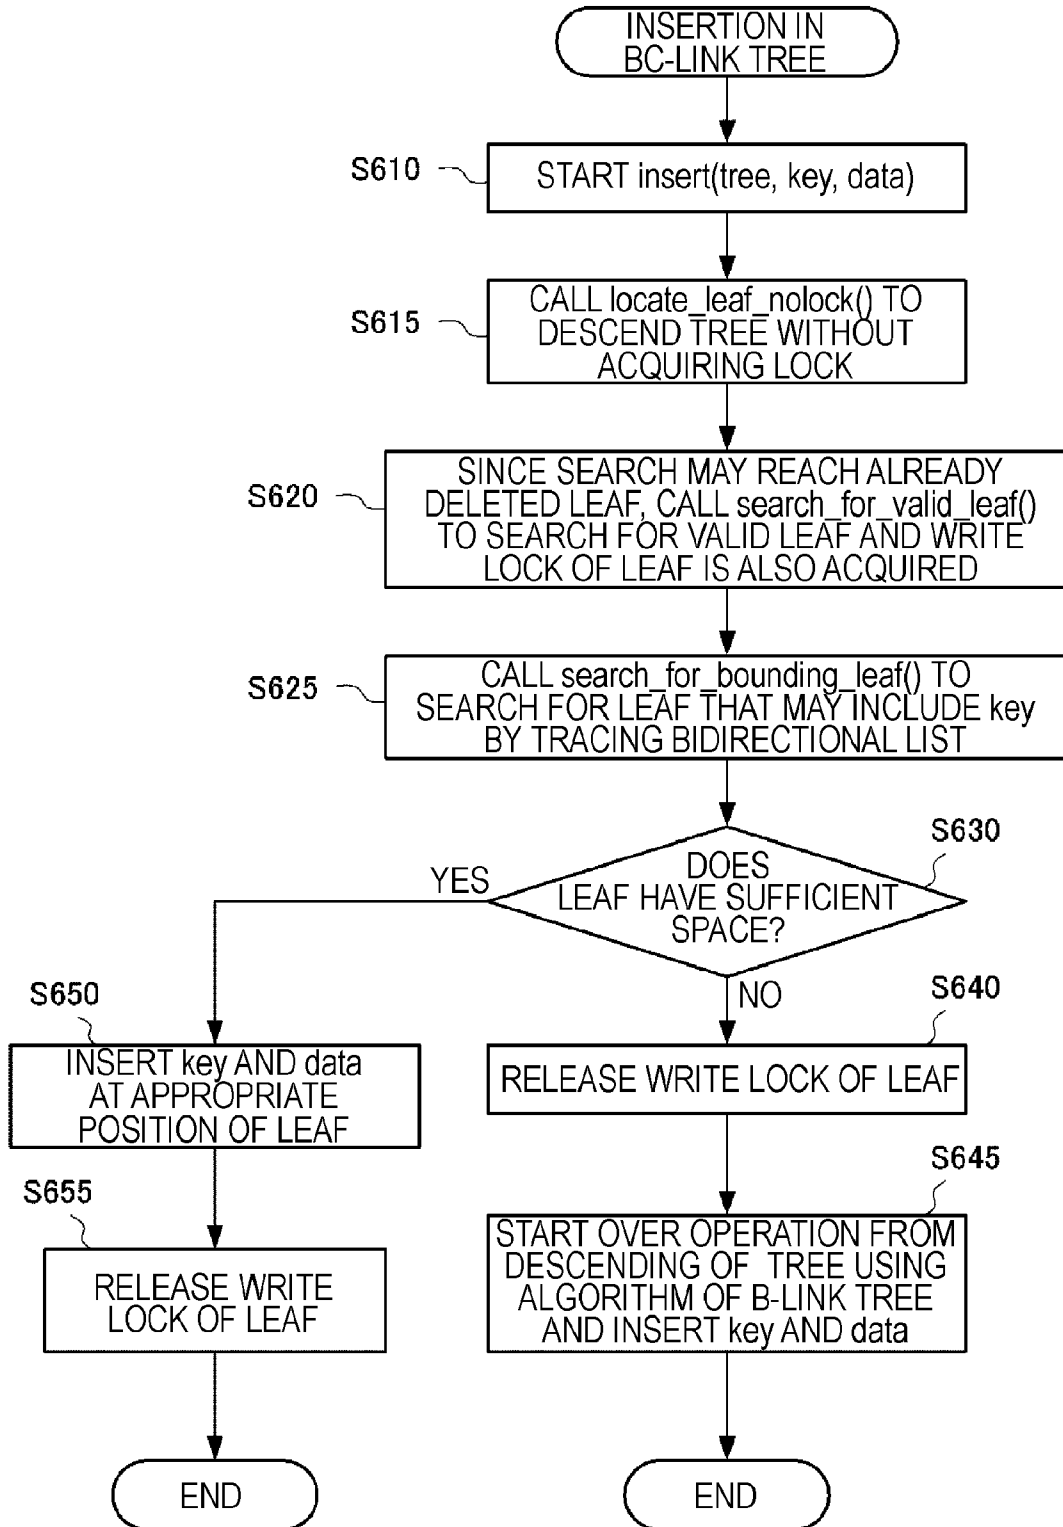 INSERTION IN
BC-LINK TREE
S610
START insert(tree, key, data)
S615
CALL locate_leaf_nolock() TO
DESCEND TREE WITHOUT
ACQUIRING LOCK
S620
SINCE SEARCH MAY REACH ALREADY
DELETED LEAF, CALL search_for_valid_leaf()
TO SEARCH FOR VALID LEAF AND WRITE
LOCK OF LEAF IS ALSO ACQUIRED
S625
CALL search_for_bounding_leaf() TO
SEARCH FOR LEAF THAT MAY INCLUDE key
BY TRACING BIDIRECTIONAL LIST
S630
DOES
LEAF HAVE SUFFICIENT
SPACE?
YES
NO
S650
INSERT key AND data
AT APPROPRIATE
POSITION OF LEAF
S655
RELEASE WRITE
LOCK OF LEAF
END
S640
RELEASE WRITE LOCK OF LEAF
S645
START OVER OPERATION FROM
DESCENDING OF TREE USING
ALGORITHM OF B-LINK TREE
AND INSERT key AND data
END